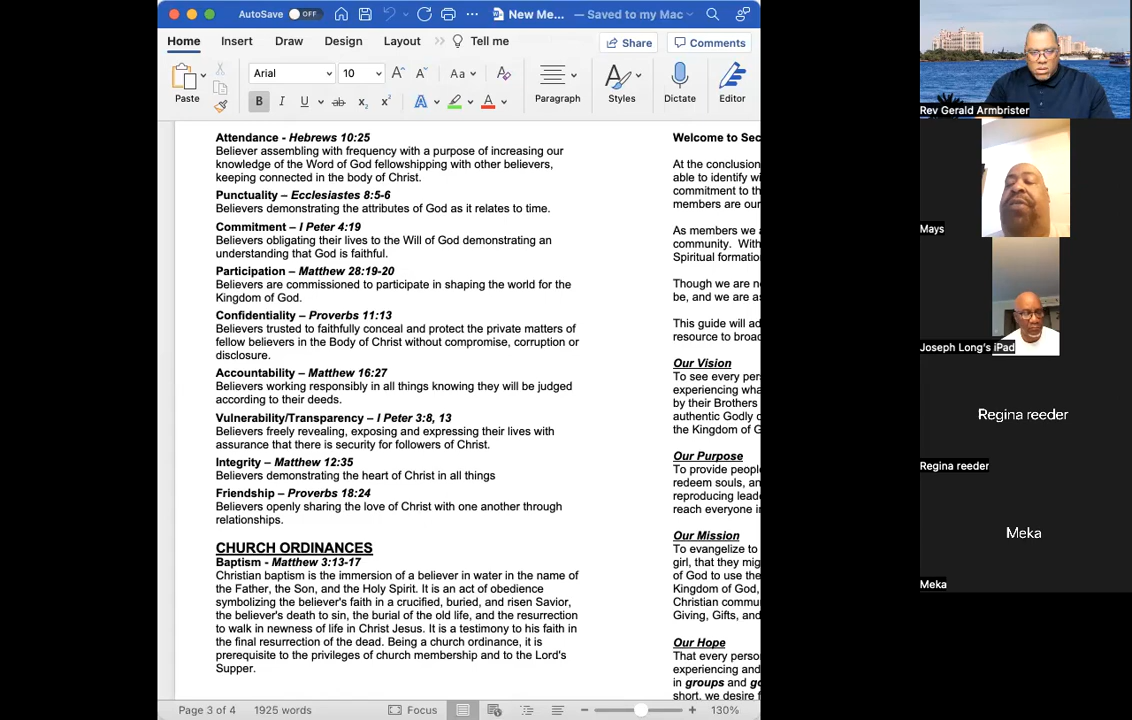 AutoSave OFF New Me... — Saved to my Mac
Home Insert Draw Design Layout Tell me Share Comments
Paste Arial 10 Aa Paragraph Styles Dictate Editor
B I U ab x2 x2 A A
Attendance - Hebrews 10:25
Believer assembling with frequency with a purpose of increasing our
knowledge of the Word of God fellowshipping with other believers,
keeping connected in the body of Christ.
Punctuality – Ecclesiastes 8:5-6
Believers demonstrating the attributes of God as it relates to time.
Commitment – I Peter 4:19
Believers obligating their lives to the Will of God demonstrating an
understanding that God is faithful.
Participation – Matthew 28:19-20
Believers are commissioned to participate in shaping the world for the
Kingdom of God.
Confidentiality – Proverbs 11:13
Believers trusted to faithfully conceal and protect the private matters of
fellow believers in the Body of Christ without compromise, corruption or
disclosure.
Accountability – Matthew 16:27
Believers working responsibly in all things knowing they will be judged
according to their deeds.
Vulnerability/Transparency – I Peter 3:8, 13
Believers freely revealing, exposing and expressing their lives with
assurance that there is security for followers of Christ.
Integrity – Matthew 12:35
Believers demonstrating the heart of Christ in all things
Friendship – Proverbs 18:24
Believers openly sharing the love of Christ with one another through
relationships.
CHURCH ORDINANCES
Baptism - Matthew 3:13-17
Christian baptism is the immersion of a believer in water in the name of
the Father, the Son, and the Holy Spirit. It is an act of obedience
symbolizing the believer's faith in a crucified, buried, and risen Savior,
the believer's death to sin, the burial of the old life, and the resurrection
to walk in newness of life in Christ Jesus. It is a testimony to his faith in
the final resurrection of the dead. Being a church ordinance, it is
prerequisite to the privileges of church membership and to the Lord's
Supper.
Welcome to Sec
At the conclusion
able to identify wi
commitment to th
members are our
As members we a
community. With
Spiritual formatio
Though we are n
be, and we are a
This guide will ad
resource to broad
Our Vision
To see every per
experiencing wha
by their Brothers
authentic Godly c
the Kingdom of G
Our Purpose
To provide peopl
redeem souls, an
reproducing lead
reach everyone i
Our Mission
To evangelize to
girl, that they mig
of God to use the
Kingdom of God,
Christian commu
Giving, Gifts, and
Our Hope
That every perso
experiencing and
in groups and go
short, we desire f
Page 3 of 4 1925 words Focus 130%
Rev Gerald Armbrister
Mays
Joseph Long's iPad
Regina reeder
Regina reeder
Meka
Meka